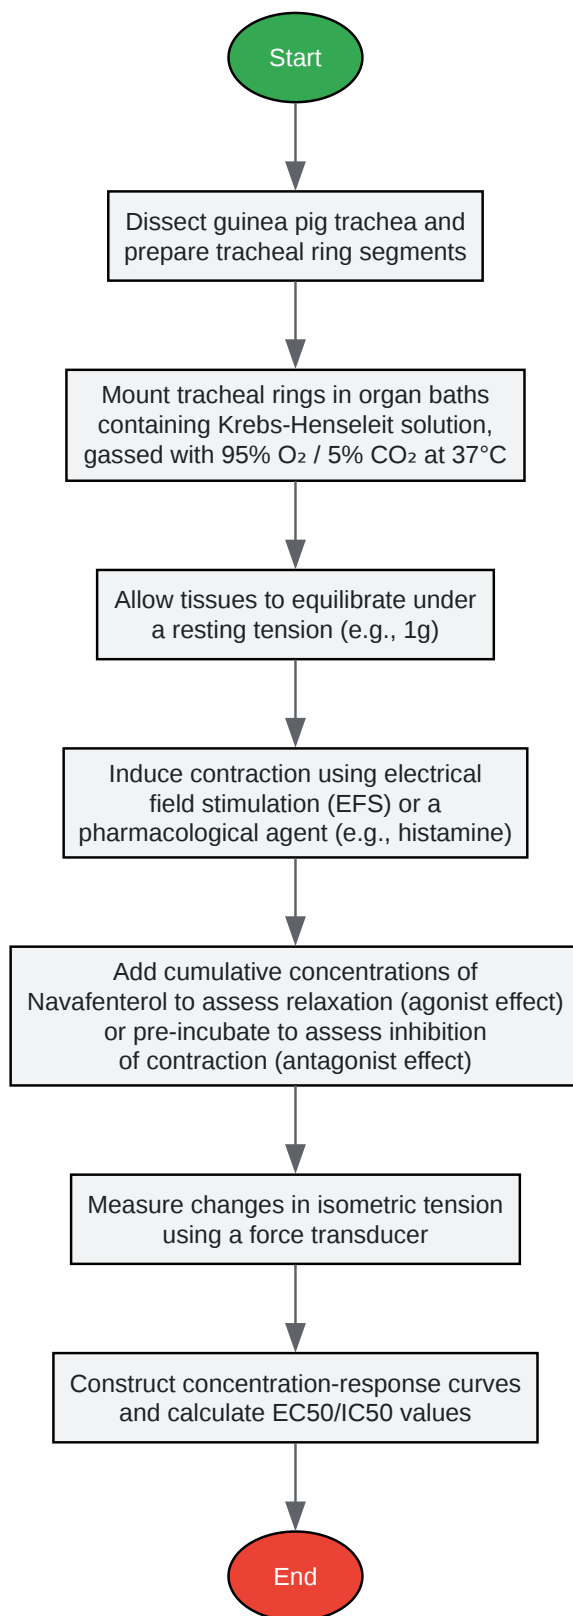 Start
Dissect guinea pig trachea and
prepare tracheal ring segments
Mount tracheal rings in organ baths
containing Krebs-Henseleit solution,
gassed with 95% O₂ / 5% CO₂ at 37°C
Allow tissues to equilibrate under
a resting tension (e.g., 1g)
Induce contraction using electrical
field stimulation (EFS) or a
pharmacological agent (e.g., histamine)
Add cumulative concentrations of
Navafenterol to assess relaxation (agonist effect)
or pre-incubate to assess inhibition
of contraction (antagonist effect)
Measure changes in isometric tension
using a force transducer
Construct concentration-response curves
and calculate EC50/IC50 values
End